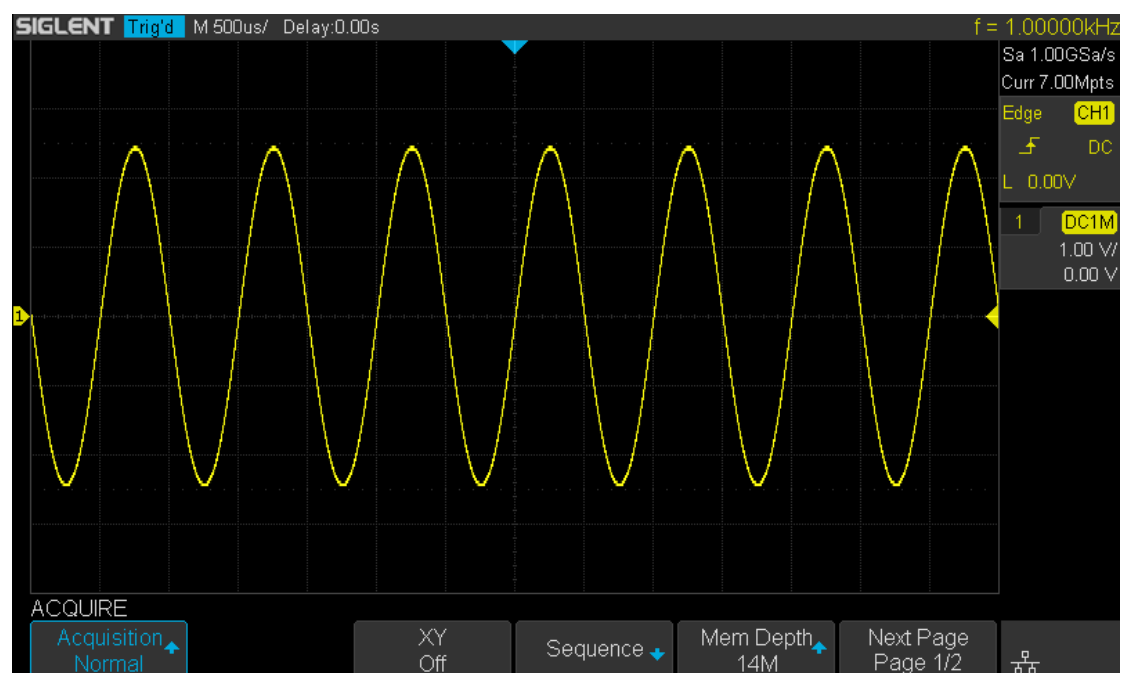 SIGLENT Trig'd M 500us/ Delay:0.00s f = 1.00000kHz
Sa 1.00GSa/s
Curr 7.00Mpts
Edge CH1
DC
L 0.00V
1 DC1M
1.00 V/
0.00 V
1
ACQUIRE
Acquisition
Normal
XY
Off
Sequence
Mem Depth
14M
Next Page
Page 1/2